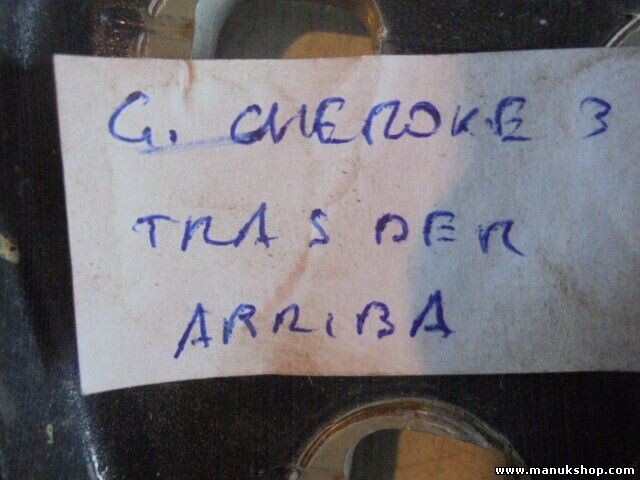 G. CHEROKE 3
TRAS DER
ARRIBA
www.manukshop.com